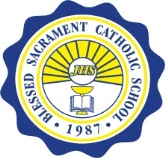 BLESSED SACRAMENT CATHOLIC SCHOOL
JHS
• 1987 •